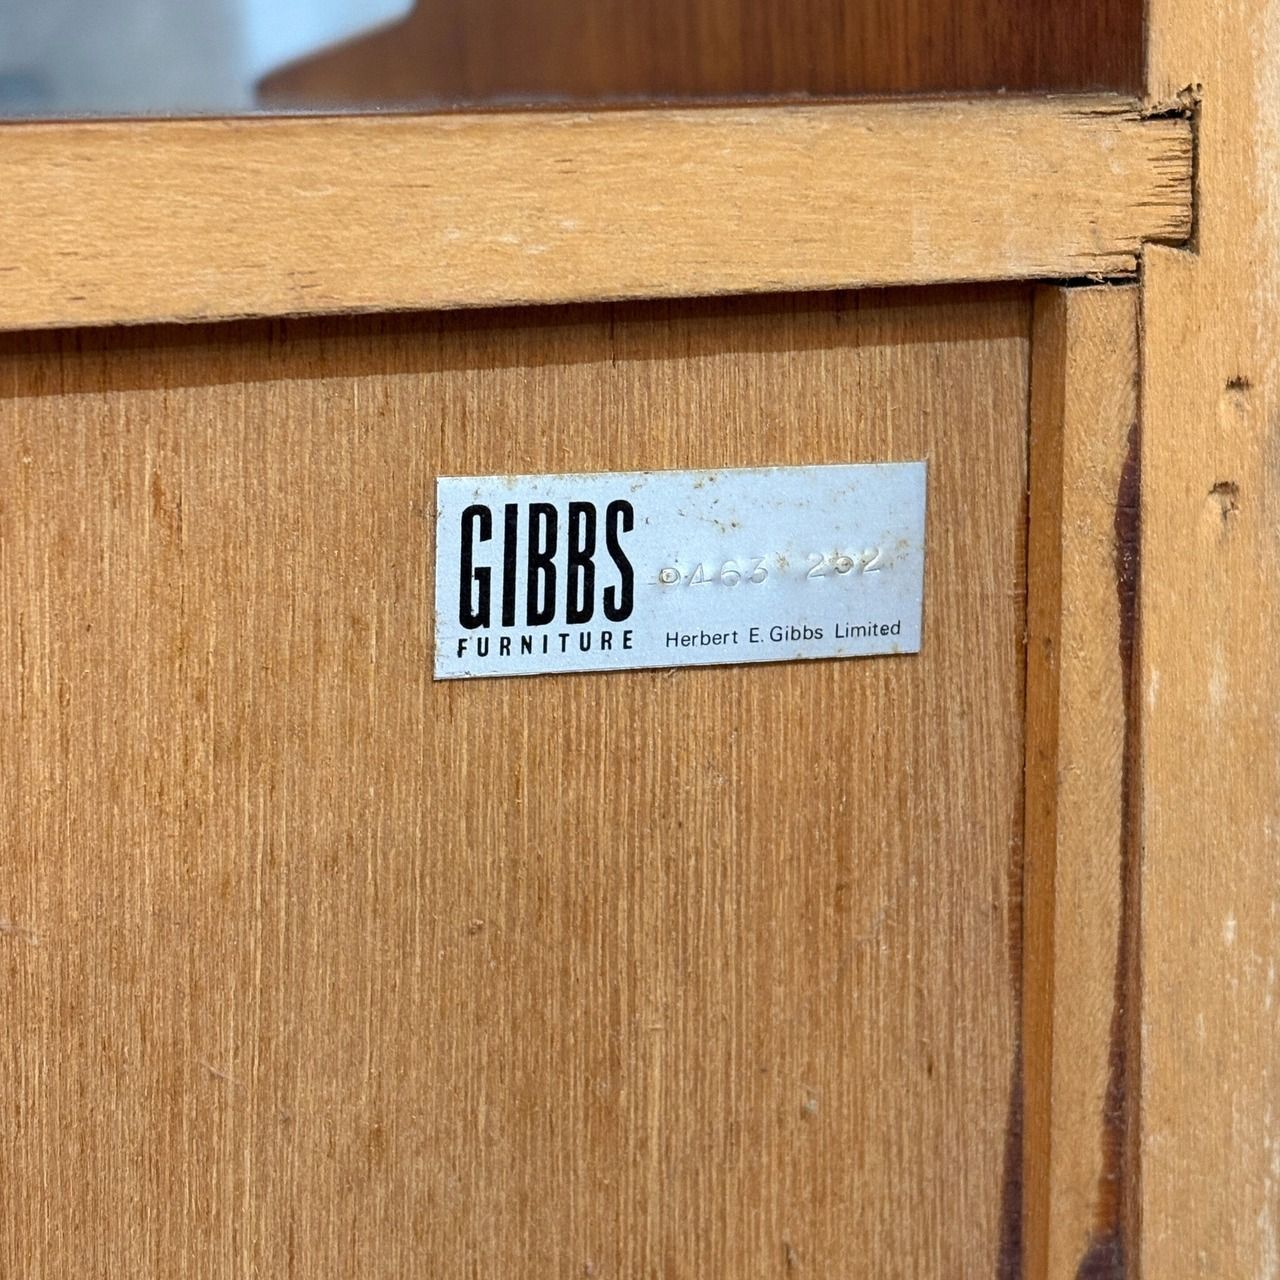 GIBBS
FURNITURE
Herbert E. Gibbs Limited